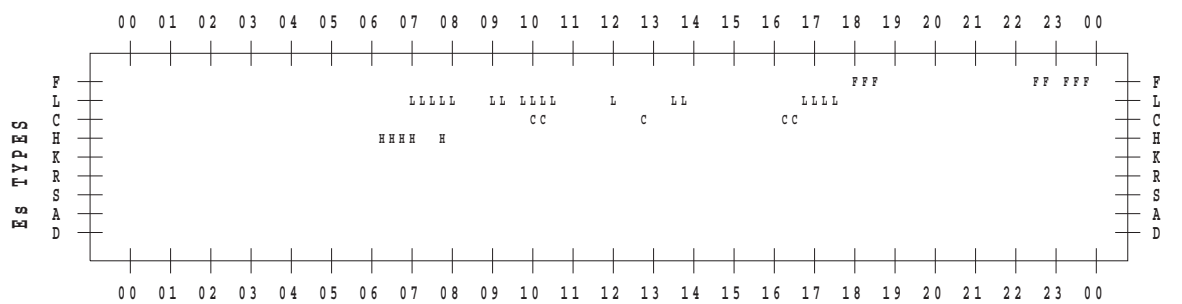 00 01 02 03 04 05 06 07 08 09 10 11 12 13 14 15 16 17 18 19 20 21 22 23 00
F FFF FF FFF F
L LLLLL LL LLLL L LL LLLL L
C CC C CC C
H HHHH H H
K K
R R
S S
A A
D D
Es TYPES
00 01 02 03 04 05 06 07 08 09 10 11 12 13 14 15 16 17 18 19 20 21 22 23 00